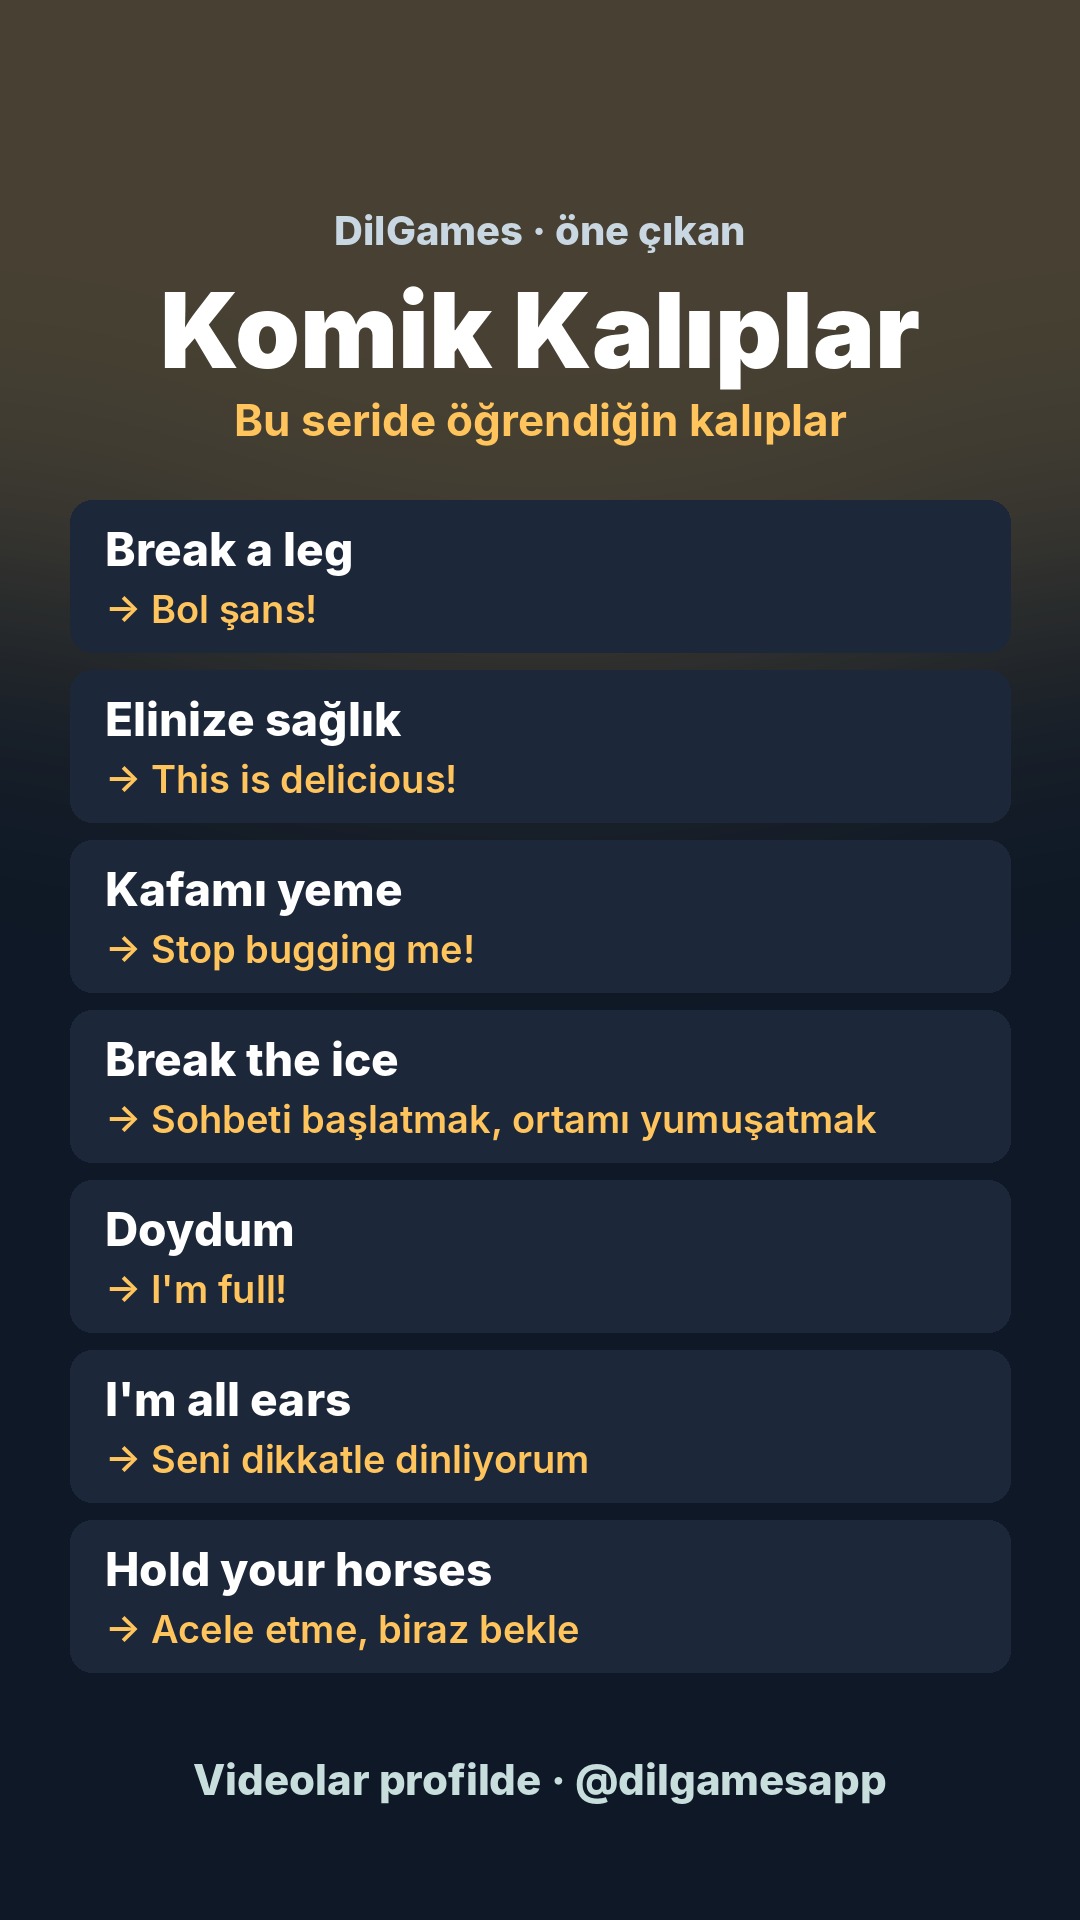 DilGames · öne çıkan
Komik Kalıplar
Bu seride öğrendiğin kalıplar
Break a leg
→ Bol şans!
Elinize sağlık
→ This is delicious!
Kafamı yeme
→ Stop bugging me!
Break the ice
→ Sohbeti başlatmak, ortamı yumuşatmak
Doydum
→ I'm full!
I'm all ears
→ Seni dikkatle dinliyorum
Hold your horses
→ Acele etme, biraz bekle
Videolar profilde · @dilgamesapp